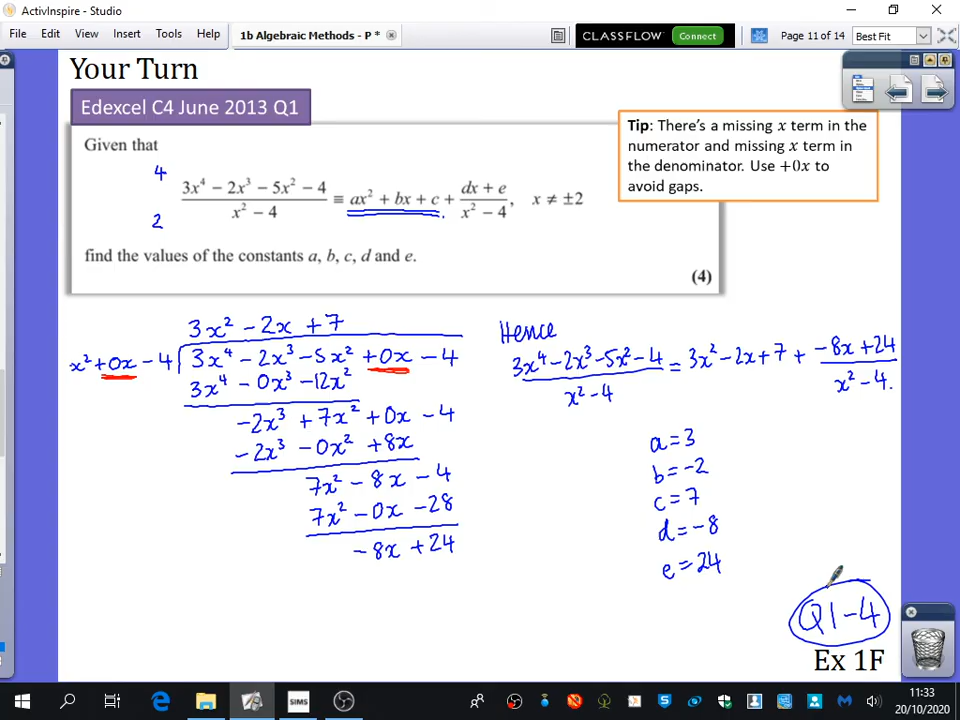 ActivInspire - Studio
File Edit View Insert Tools Help
1b Algebraic Methods - P *
CLASSFLOW Connect
Page 11 of 14
Best Fit
Your Turn
Edexcel C4 June 2013 Q1
Given that
4
2
(3x⁴ − 2x³ − 5x² − 4)/(x² − 4) ≡ ax² + bx + c + (dx + e)/(x² − 4), x ≠ ±2
find the values of the constants a, b, c, d and e.
(4)
Tip: There's a missing x term in the
numerator and missing x term in
the denominator. Use +0x to
avoid gaps.
3x² − 2x + 7
x² + 0x − 4 3x⁴ − 2x³ − 5x² + 0x − 4
3x⁴ − 0x³ − 12x²
−2x³ + 7x² + 0x − 4
−2x³ − 0x² + 8x
7x² − 8x − 4
7x² − 0x − 28
−8x + 24
Hence
(3x⁴ − 2x³ − 5x² − 4)/(x² − 4) = 3x² − 2x + 7 + (−8x + 24)/(x² − 4).
a = 3
b = −2
c = 7
d = −8
e = 24
Q1−4
Ex 1F
SIMS
11:33
20/10/2020